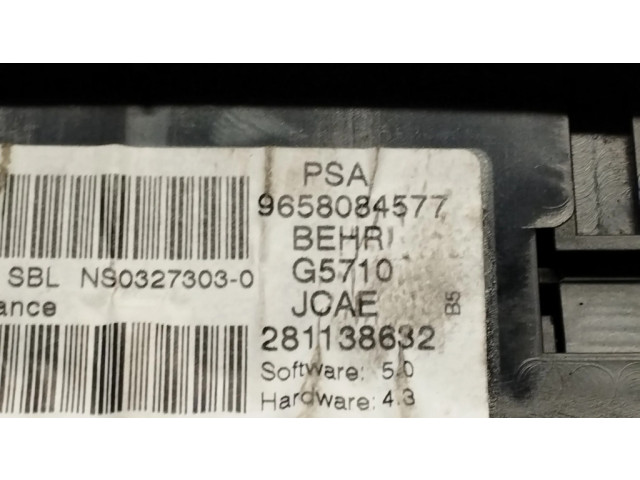 PSA
9658084577
BEHR
SBL NS0327303-0
G5710
ance
JCAE
B5
281138632
Software: 5.0
Hardware: 4.3